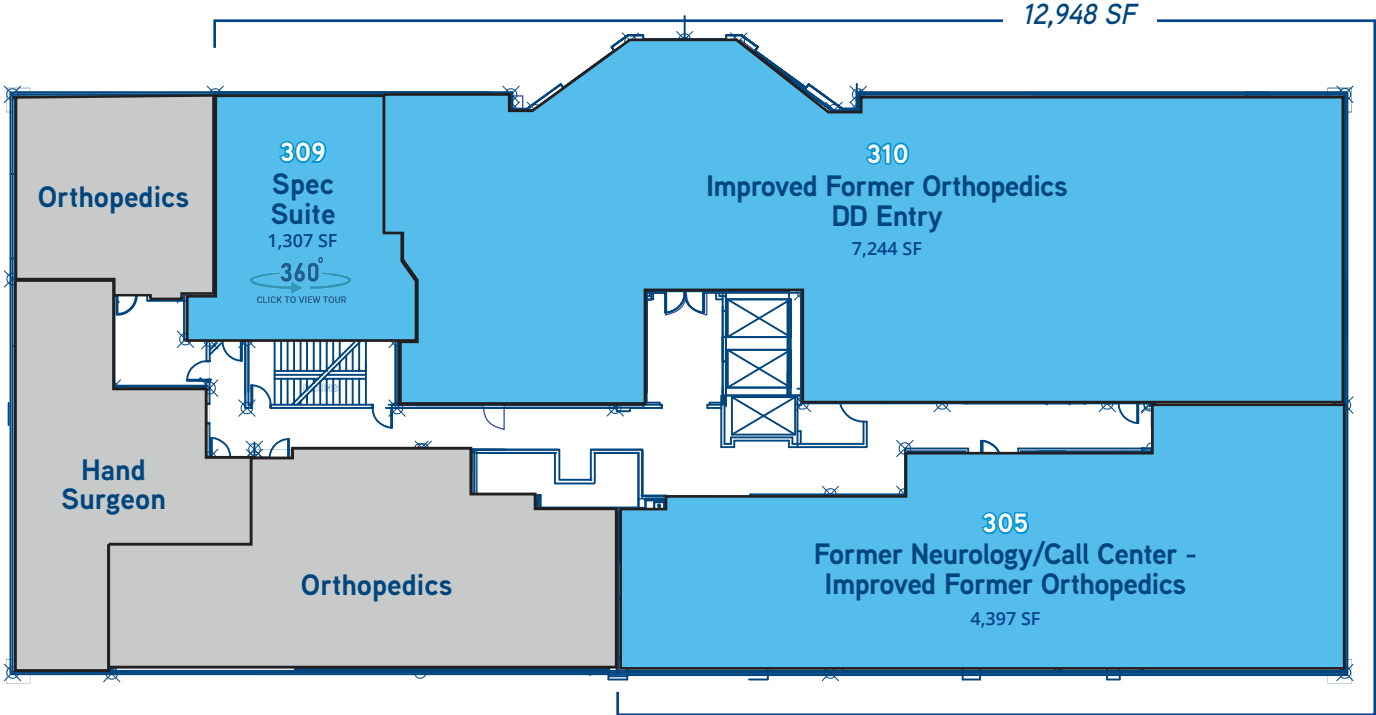 12,948 SF
Orthopedics
309
Spec
Suite
1,307 SF
360°
CLICK TO VIEW TOUR
310
Improved Former Orthopedics
DD Entry
7,244 SF
Hand
Surgeon
Orthopedics
305
Former Neurology/Call Center -
Improved Former Orthopedics
4,397 SF